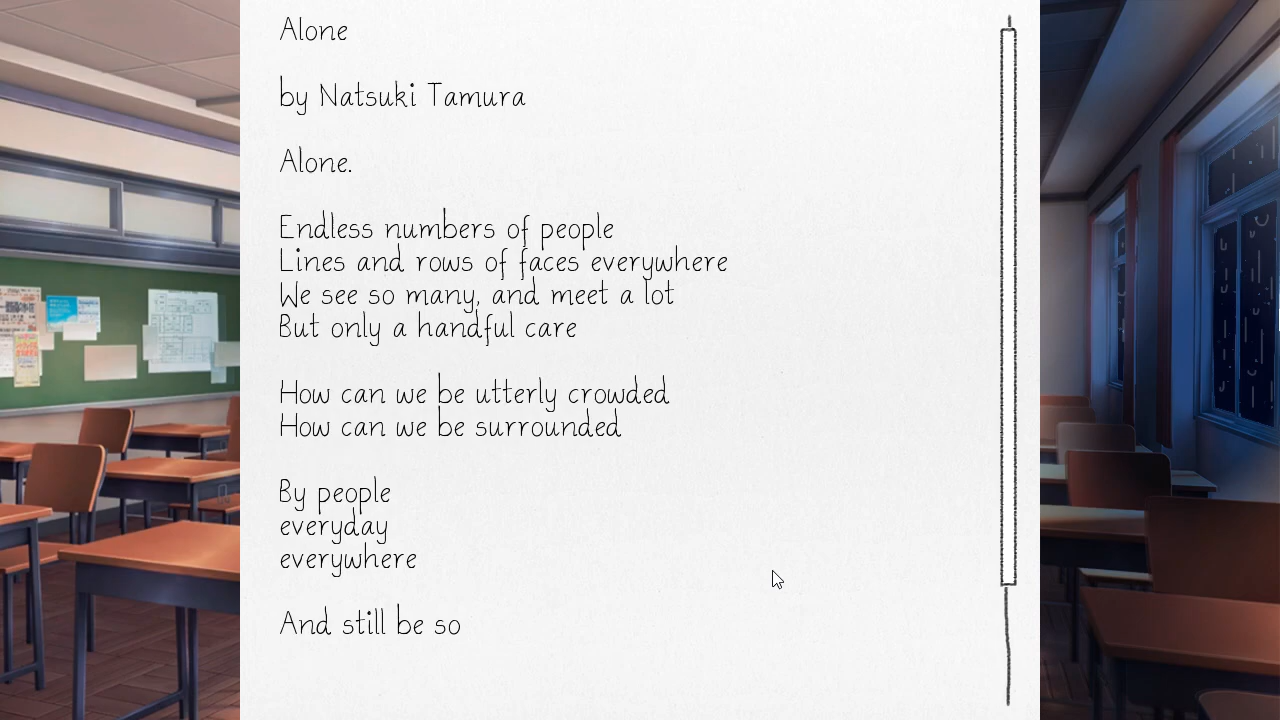 Alone
by Natsuki Tamura
Alone.
Endless numbers of people
Lines and rows of faces everywhere
We see so many, and meet a lot
But only a handful care
How can we be utterly crowded
How can we be surrounded
By people
everyday
everywhere
And still be so